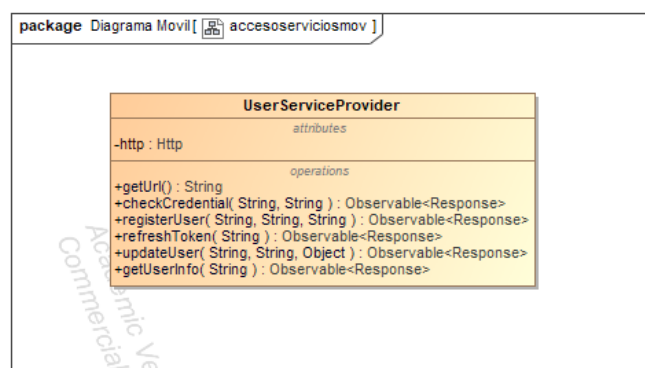 package Diagrama Movil[ accesoserviciosmov ]
UserServiceProvider
attributes
-http : Http
operations
+getUrl() : String
+checkCredential( String, String ) : Observable<Response>
+registerUser( String, String, String ) : Observable<Response>
+refreshToken( String ) : Observable<Response>
+updateUser( String, String, Object ) : Observable<Response>
+getUserInfo( String ) : Observable<Response>
Commercial